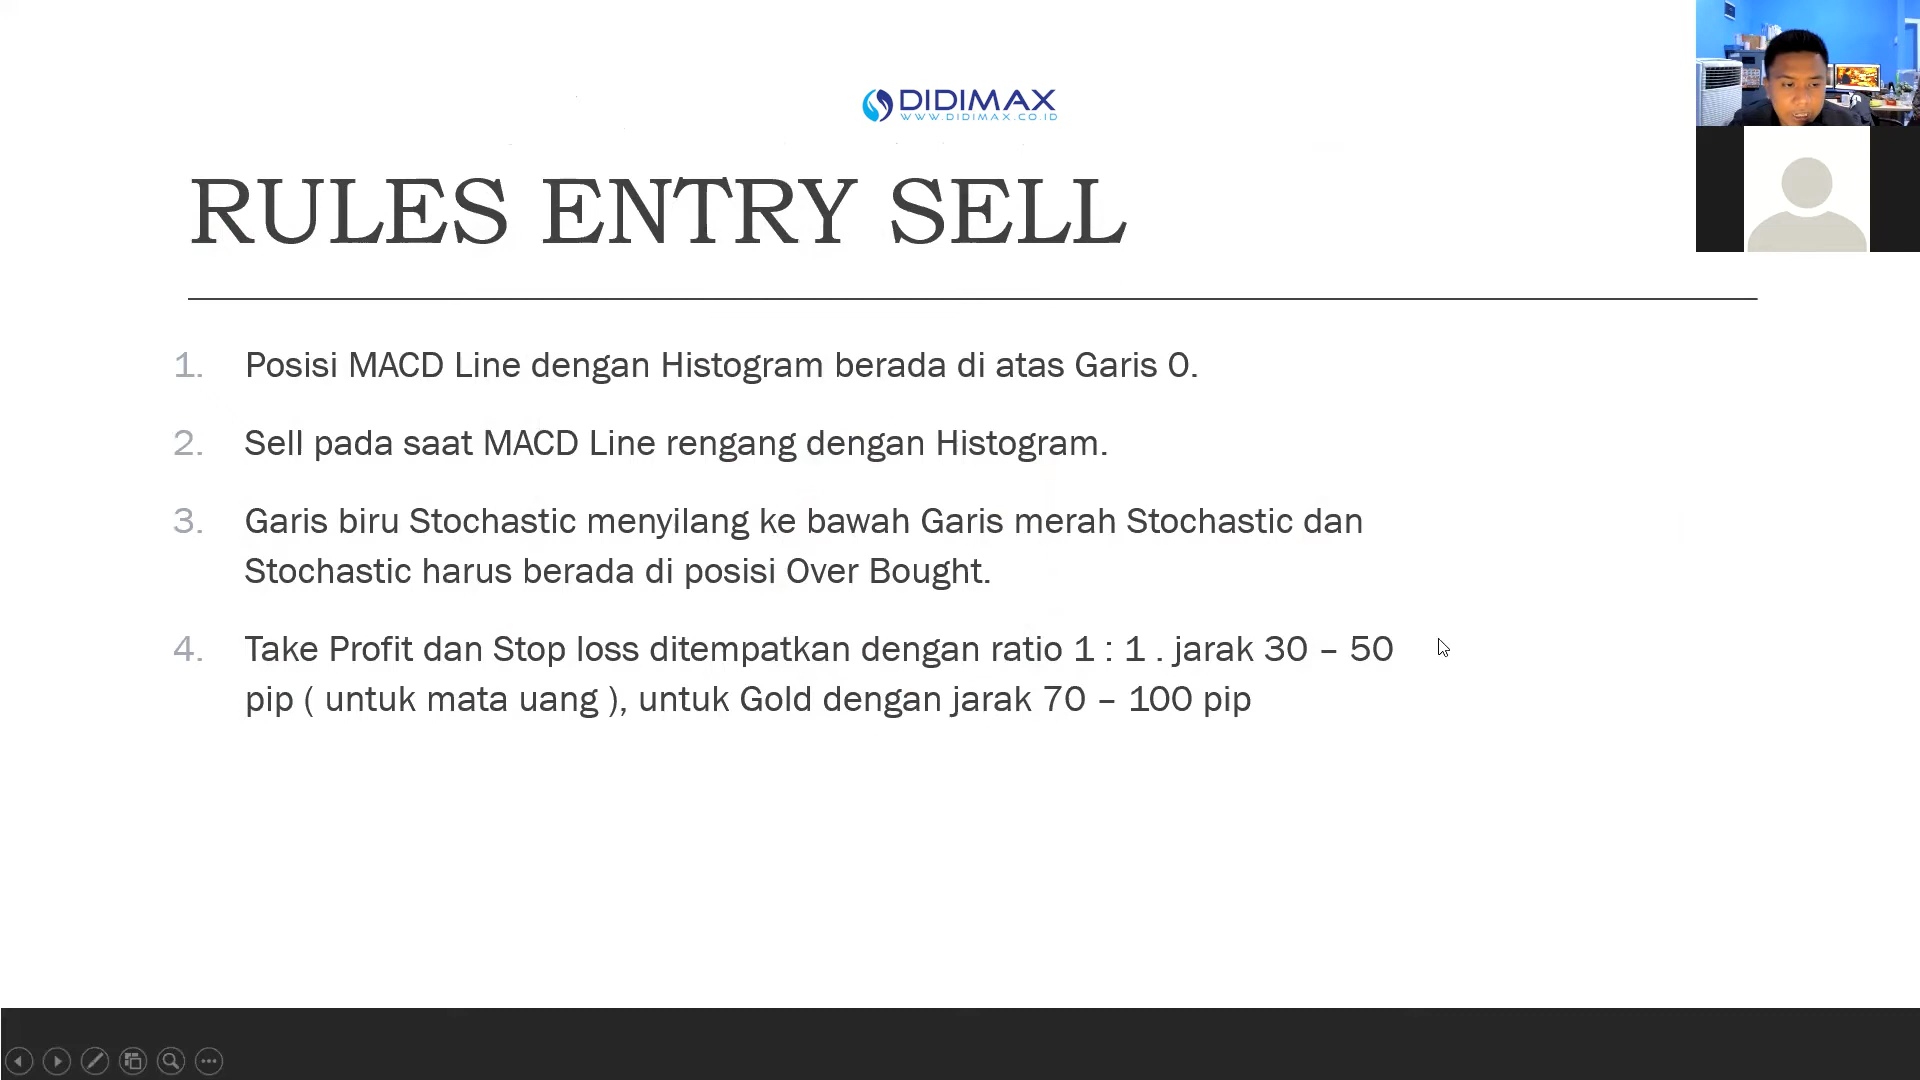 DIDIMAX
WWW.DIDIMAX.CO.ID
RULES ENTRY SELL
1. Posisi MACD Line dengan Histogram berada di atas Garis 0.
2. Sell pada saat MACD Line rengang dengan Histogram.
3. Garis biru Stochastic menyilang ke bawah Garis merah Stochastic dan
Stochastic harus berada di posisi Over Bought.
4. Take Profit dan Stop loss ditempatkan dengan ratio 1 : 1 . jarak 30 – 50
pip ( untuk mata uang ), untuk Gold dengan jarak 70 – 100 pip